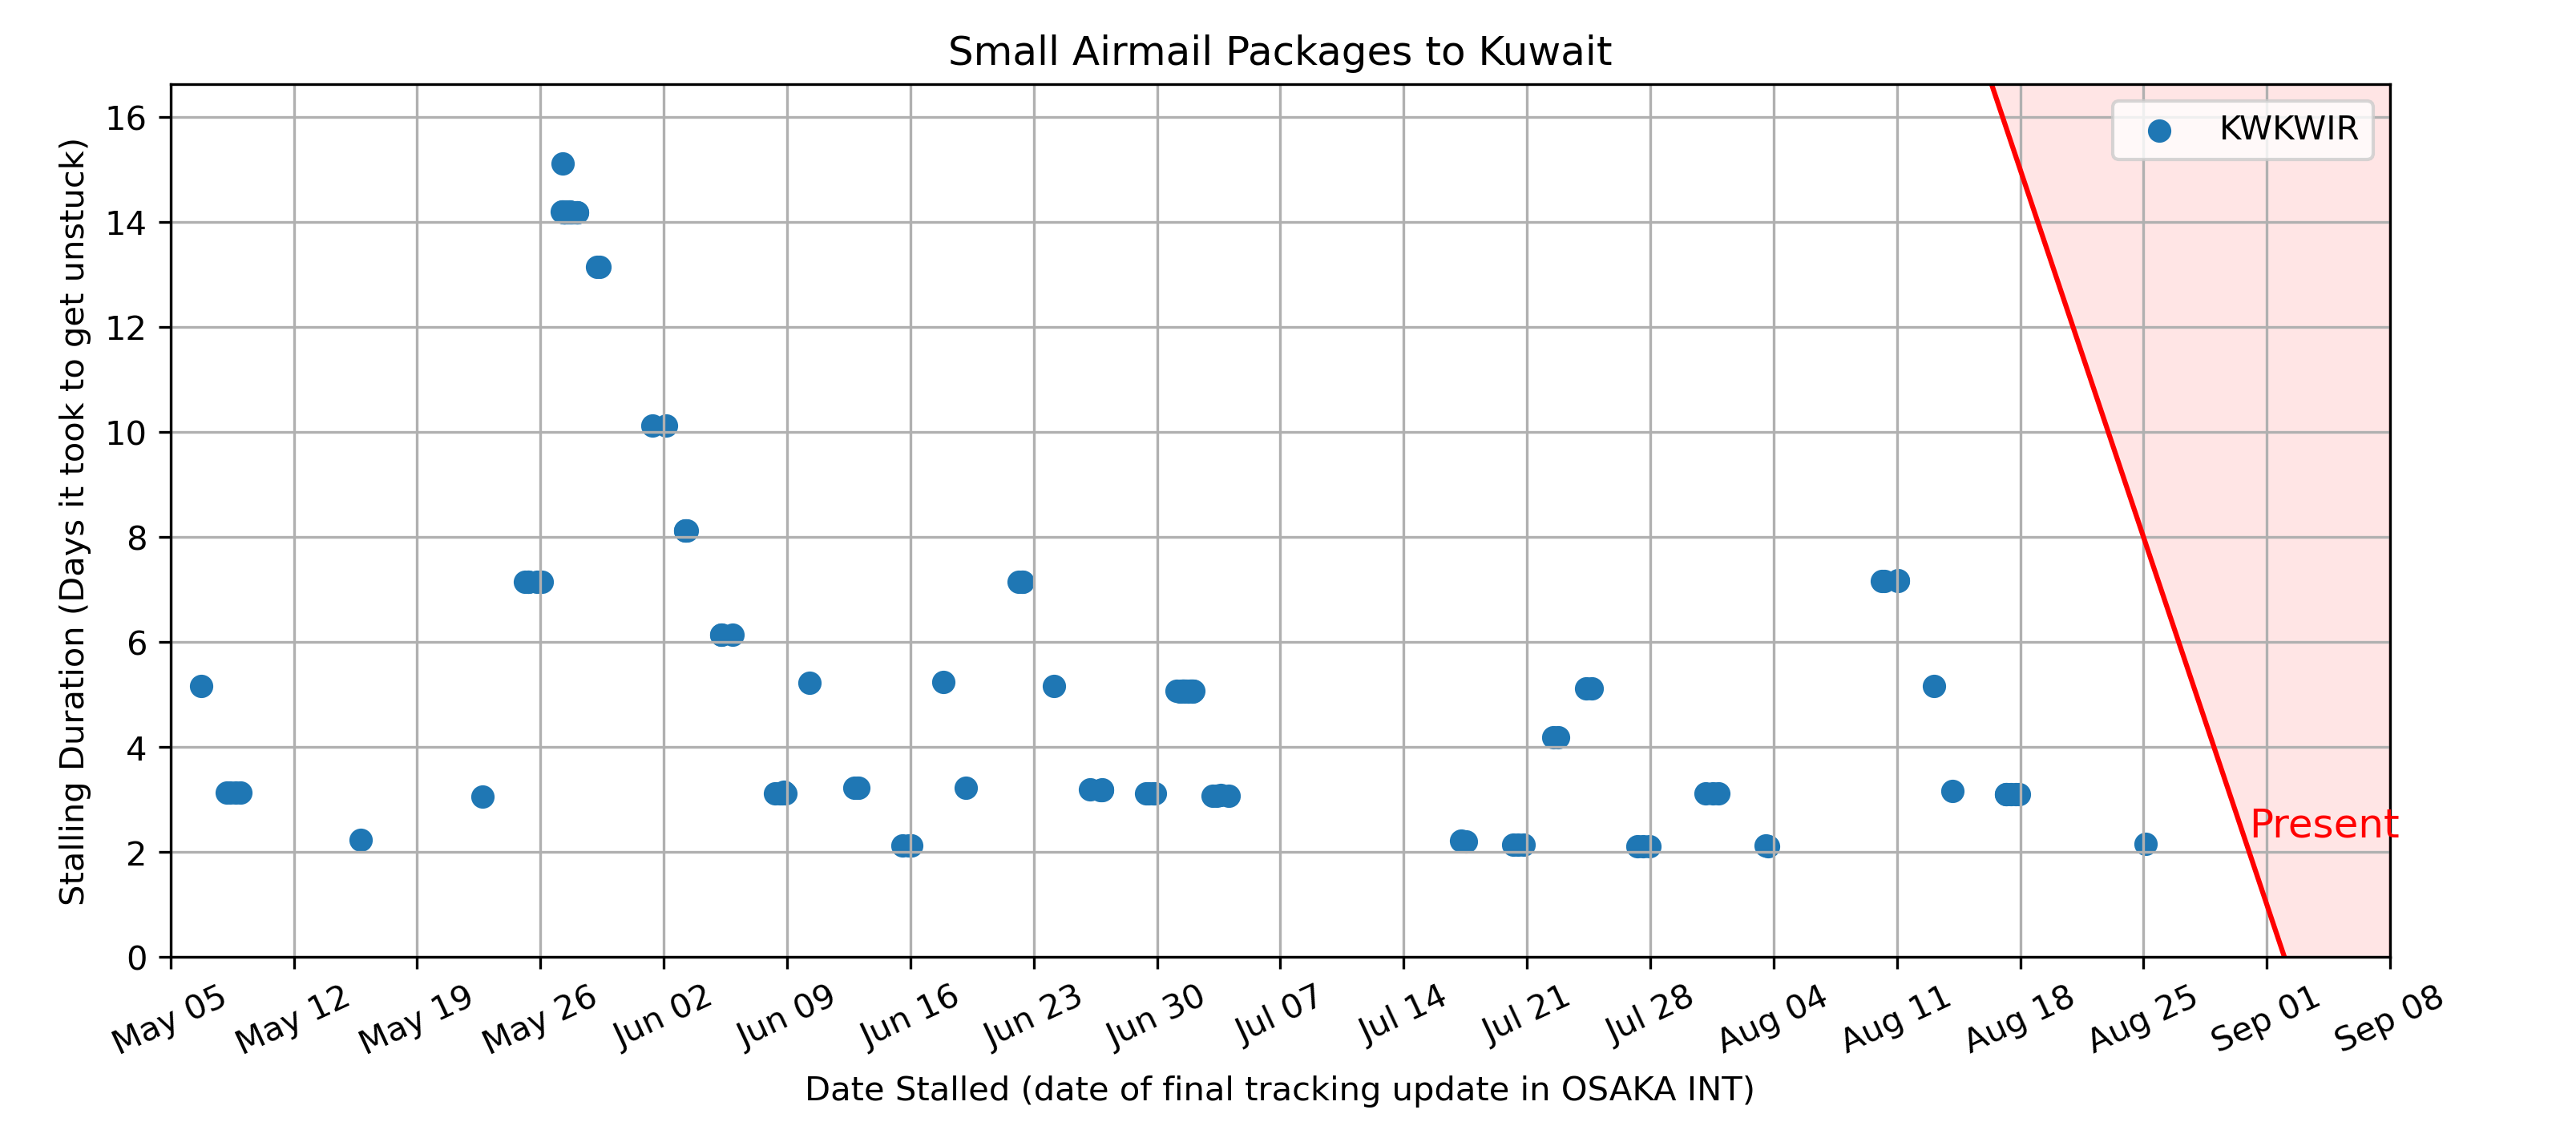 Small Airmail Packages to Kuwait
KWKWIR
Stalling Duration (Days it took to get unstuck)
16
14
12
10
8
6
4
2
0
Present
May 05 May 12 May 19 May 26 Jun 02 Jun 09 Jun 16 Jun 23 Jun 30 Jul 07 Jul 14 Jul 21 Jul 28 Aug 04 Aug 11 Aug 18 Aug 25 Sep 01 Sep 08
Date Stalled (date of final tracking update in OSAKA INT)